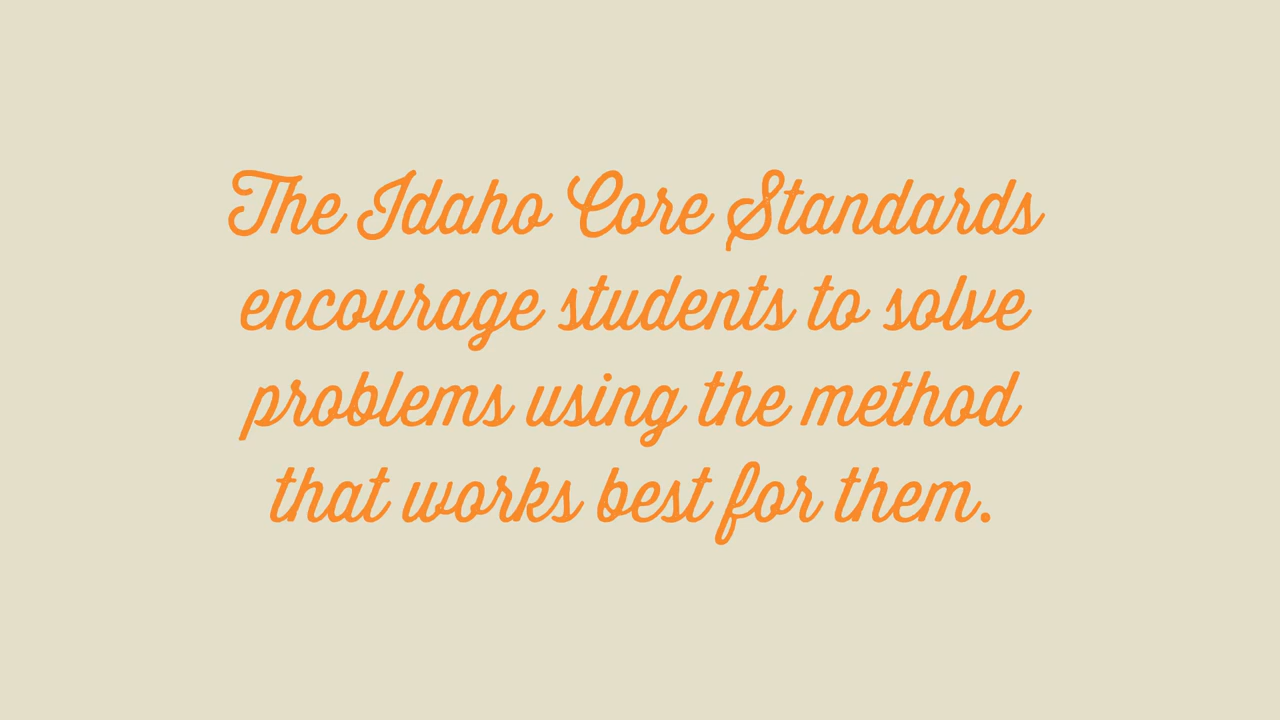 The Idaho Core Standards
encourage students to solve
problems using the method
that works best for them.